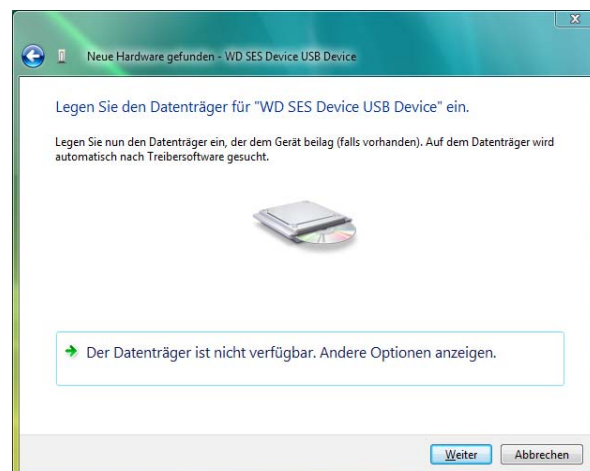 Neue Hardware gefunden - WD SES Device USB Device
Legen Sie den Datenträger für "WD SES Device USB Device" ein.
Legen Sie nun den Datenträger ein, der dem Gerät beilag (falls vorhanden). Auf dem Datenträger wird
automatisch nach Treibersoftware gesucht.
Der Datenträger ist nicht verfügbar. Andere Optionen anzeigen.
Weiter
Abbrechen